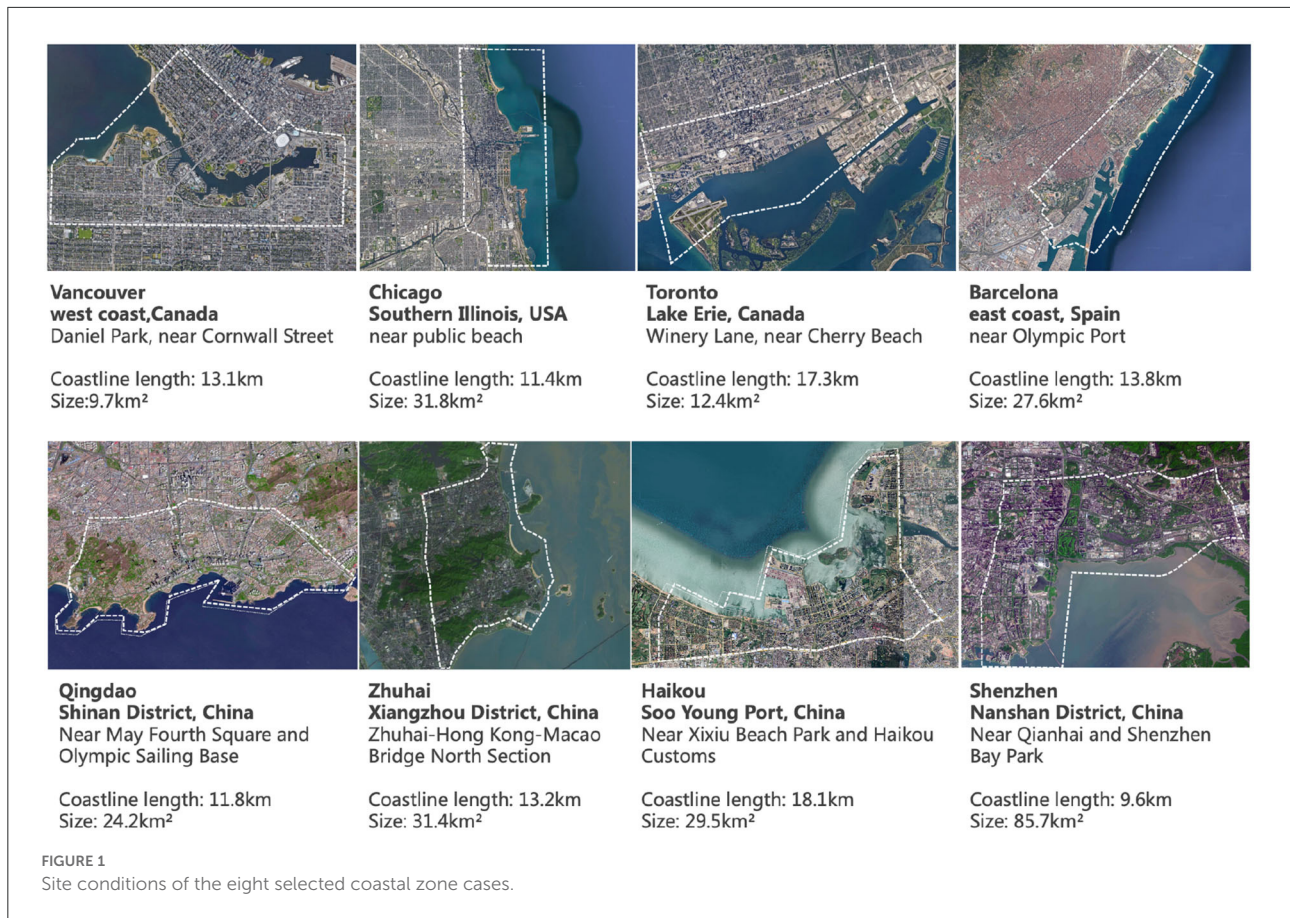 Vancouver
west coast,Canada
Daniel Park, near Cornwall Street
Coastline length: 13.1km
Size:9.7km²
Chicago
Southern Illinois, USA
near public beach
Coastline length: 11.4km
Size: 31.8km²
Toronto
Lake Erie, Canada
Winery Lane, near Cherry Beach
Coastline length: 17.3km
Size: 12.4km²
Barcelona
east coast, Spain
near Olympic Port
Coastline length: 13.8km
Size: 27.6km²
Qingdao
Shinan District, China
Near May Fourth Square and
Olympic Sailing Base
Coastline length: 11.8km
Size: 24.2km²
Zhuhai
Xiangzhou District, China
Zhuhai-Hong Kong-Macao
Bridge North Section
Coastline length: 13.2km
Size: 31.4km²
Haikou
Soo Young Port, China
Near Xixiu Beach Park and Haikou
Customs
Coastline length: 18.1km
Size: 29.5km²
Shenzhen
Nanshan District, China
Near Qianhai and Shenzhen
Bay Park
Coastline length: 9.6km
Size: 85.7km²
FIGURE 1
Site conditions of the eight selected coastal zone cases.